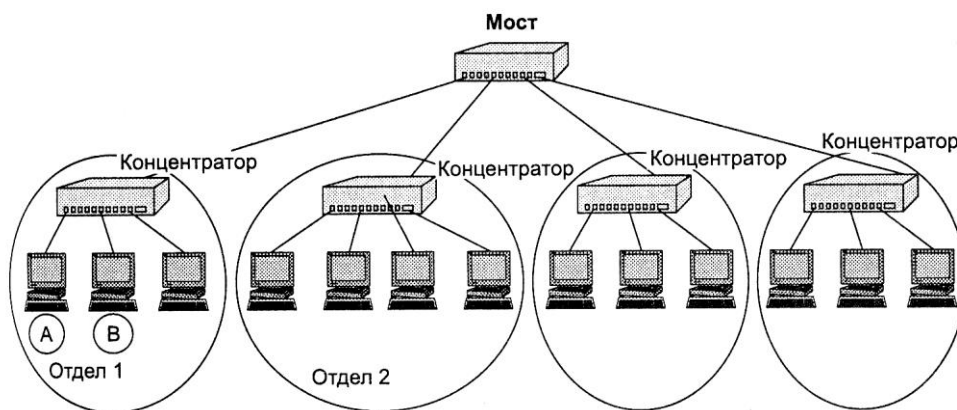 Мост
Концентратор
Концентратор
Концентратор
Концентратор
А
В
Отдел 1
Отдел 2